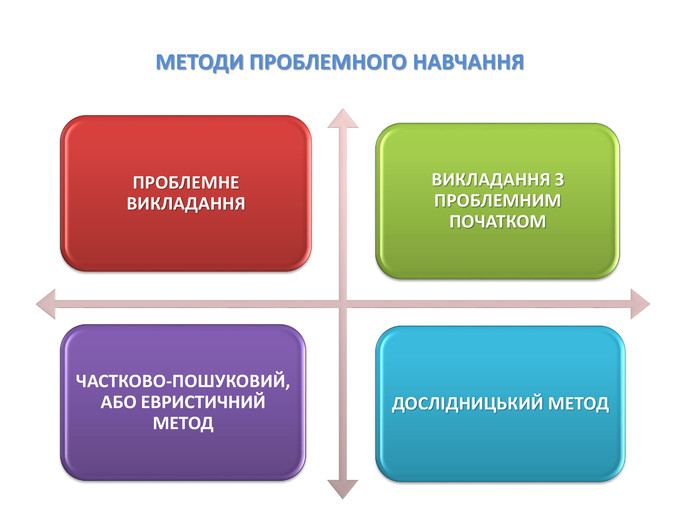 МЕТОДИ ПРОБЛЕМНОГО НАВЧАННЯ
ПРОБЛЕМНЕ
ВИКЛАДАННЯ
ВИКЛАДАННЯ З
ПРОБЛЕМНИМ
ПОЧАТКОМ
ЧАСТКОВО-ПОШУКОВИЙ,
АБО ЕВРИСТИЧНИЙ
МЕТОД
ДОСЛІДНИЦЬКИЙ МЕТОД